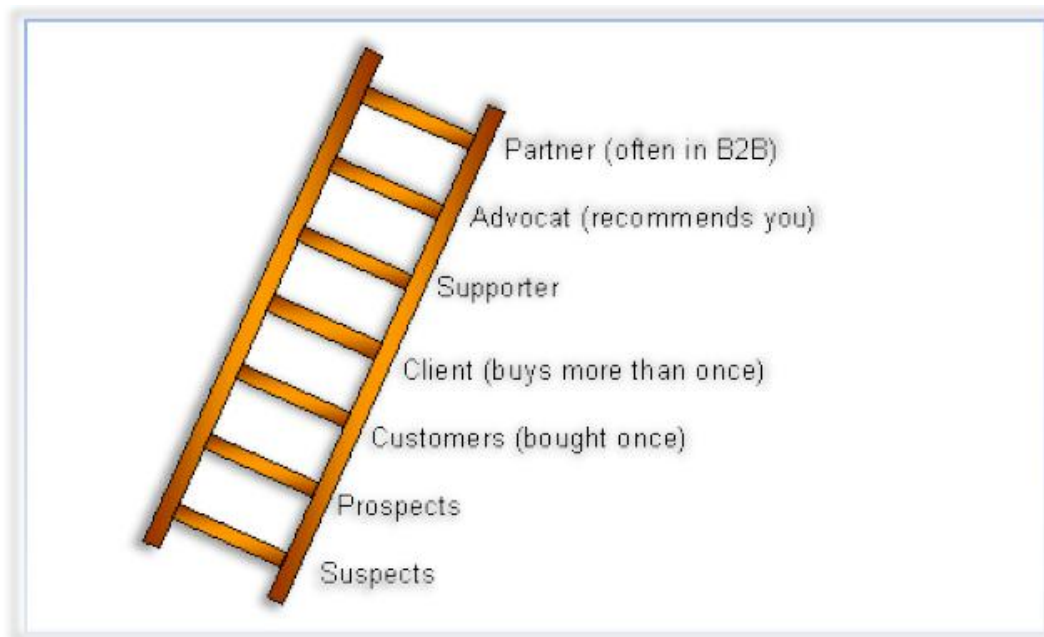 Partner (often in B2B)
Advocat (recommends you)
Supporter
Client (buys more than once)
Customers (bought once)
Prospects
Suspects